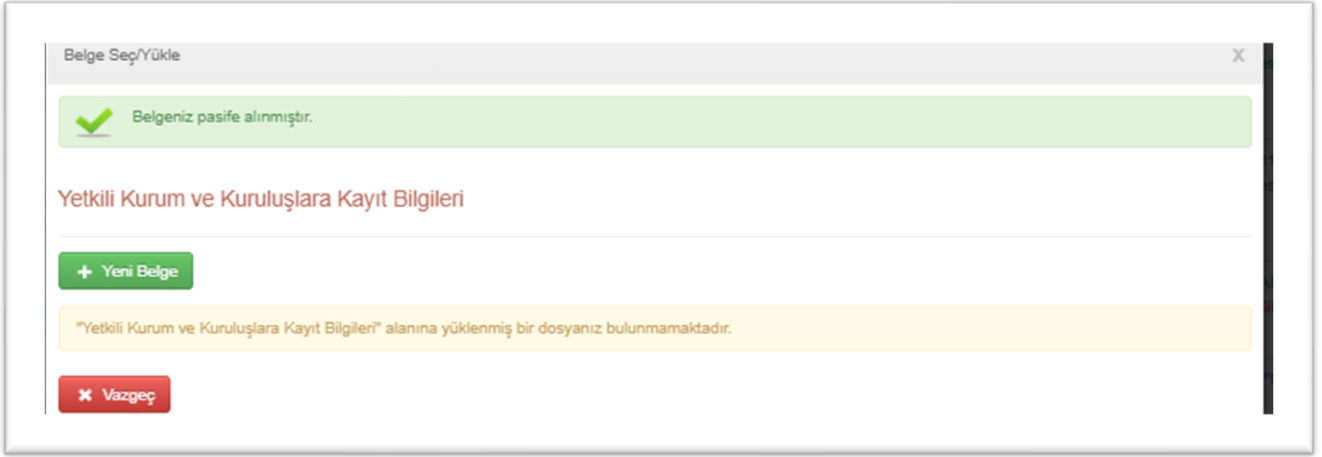 Belge Seç/Yükle X
Belgeniz pasife alınmıştır.
Yetkili Kurum ve Kuruluşlara Kayıt Bilgileri
+ Yeni Belge
"Yetkili Kurum ve Kuruluşlara Kayıt Bilgileri" alanına yüklenmiş bir dosyanız bulunmamaktadır.
✖ Vazgeç